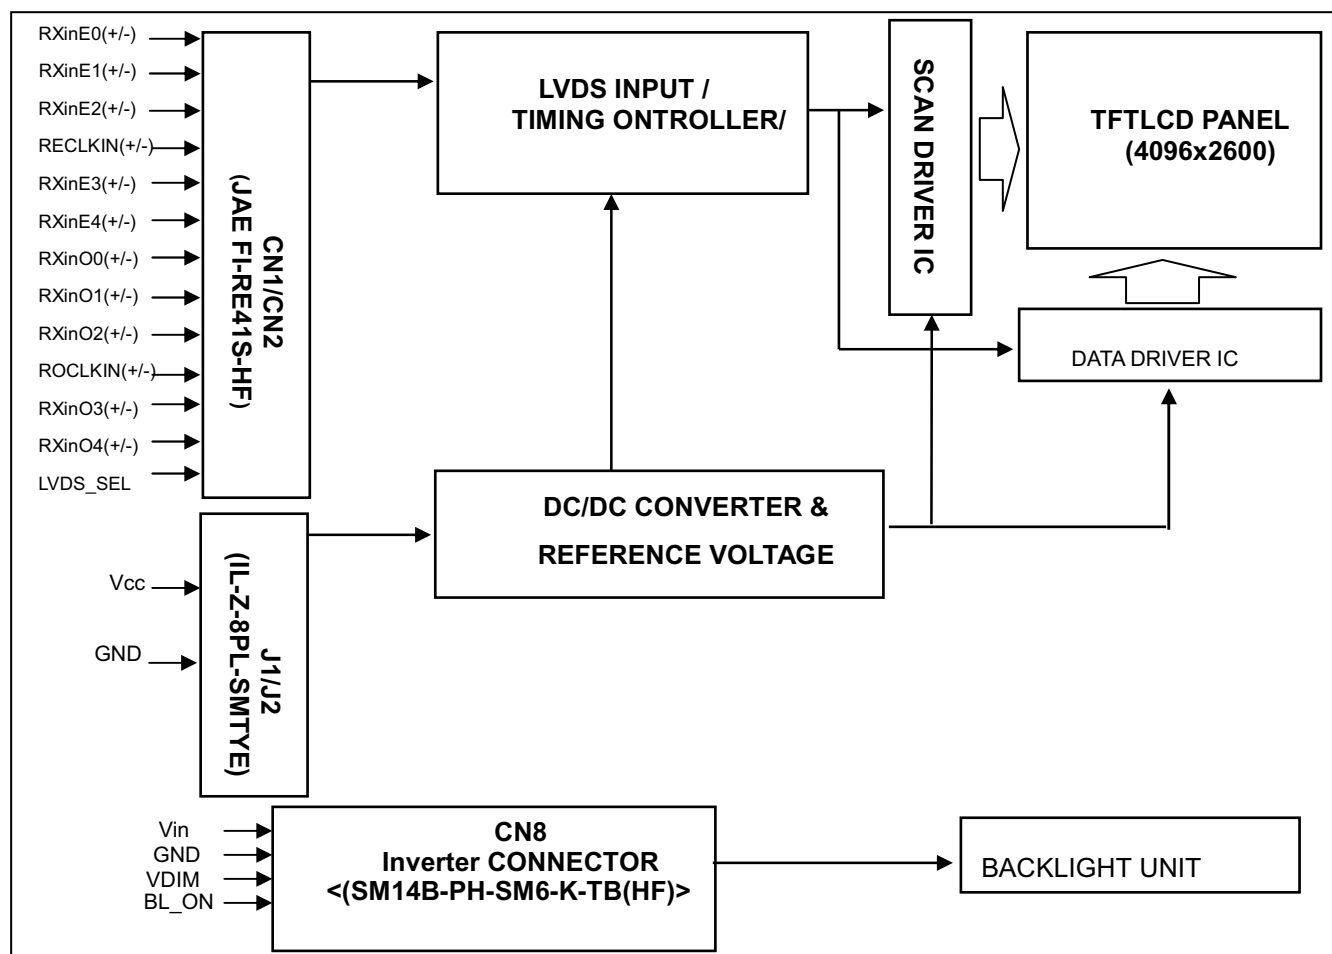 RXinE0(+/-)
RXinE1(+/-)
RXinE2(+/-)
RECLKIN(+/-)
RXinE3(+/-)
RXinE4(+/-)
RXinO0(+/-)
RXinO1(+/-)
RXinO2(+/-)
ROCLKIN(+/-)
RXinO3(+/-)
RXinO4(+/-)
LVDS_SEL
CN1/CN2
(JAE FI-RE41S-HF)
LVDS INPUT /
TIMING ONTROLLER/
SCAN DRIVER IC
TFTLCD PANEL
(4096x2600)
DATA DRIVER IC
DC/DC CONVERTER &
REFERENCE VOLTAGE
Vcc
GND
J1/J2
(IL-Z-8PL-SMTYE)
Vin
GND
VDIM
BL_ON
CN8
Inverter CONNECTOR
<(SM14B-PH-SM6-K-TB(HF)>
BACKLIGHT UNIT